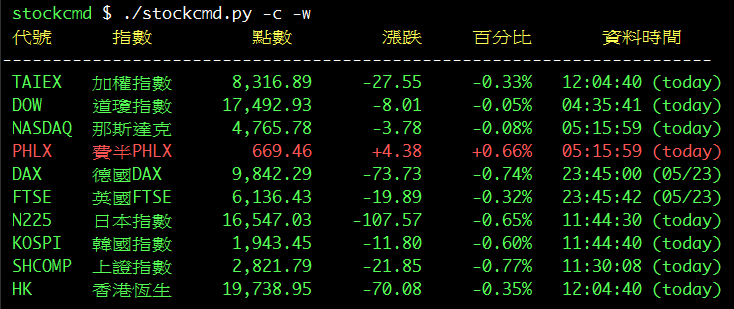 stockcmd $ ./stockcmd.py -c -w
代號 指數 點數 漲跌 百分比 資料時間
--------------------------------------------------------------------------------
TAIEX 加權指數 8,316.89 -27.55 -0.33% 12:04:40 (today)
DOW 道瓊指數 17,492.93 -8.01 -0.05% 04:35:41 (today)
NASDAQ 那斯達克 4,765.78 -3.78 -0.08% 05:15:59 (today)
PHLX 費半PHLX 669.46 +4.38 +0.66% 05:15:59 (today)
DAX 德國DAX 9,842.29 -73.73 -0.74% 23:45:00 (05/23)
FTSE 英國FTSE 6,136.43 -19.89 -0.32% 23:45:42 (05/23)
N225 日本指數 16,547.03 -107.57 -0.65% 11:44:30 (today)
KOSPI 韓國指數 1,943.45 -11.80 -0.60% 11:44:40 (today)
SHCOMP 上證指數 2,821.79 -21.85 -0.77% 11:30:08 (today)
HK 香港恆生 19,738.95 -70.08 -0.35% 12:04:40 (today)